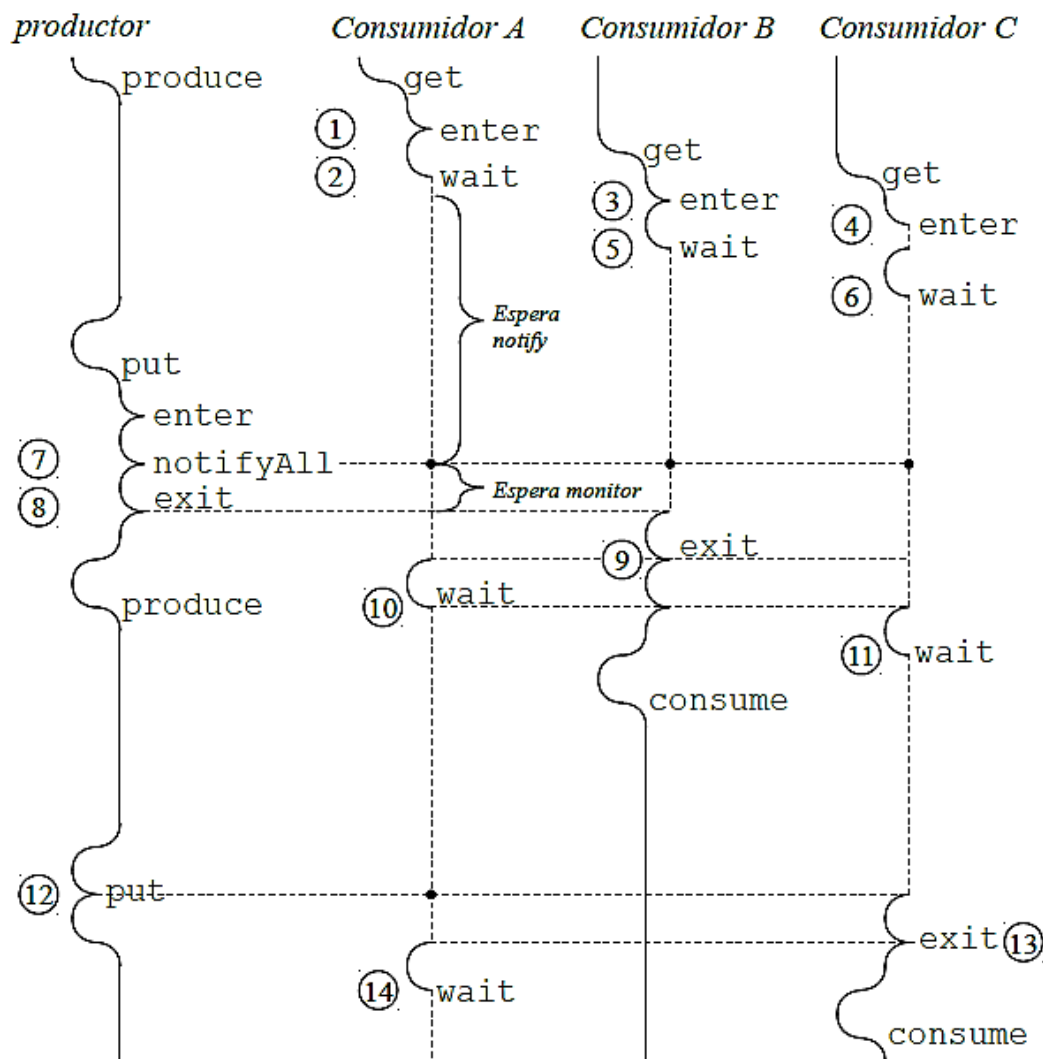 productor Consumidor A Consumidor B Consumidor C
produce get
1 enter
get
2 wait get
3 enter
4 enter
5 wait
6 wait
Espera
notify
put
enter
7 notifyAll
Espera monitor
8 exit
9 exit
10 wait
produce
11 wait
consume
12 put
exit 13
14 wait
consume